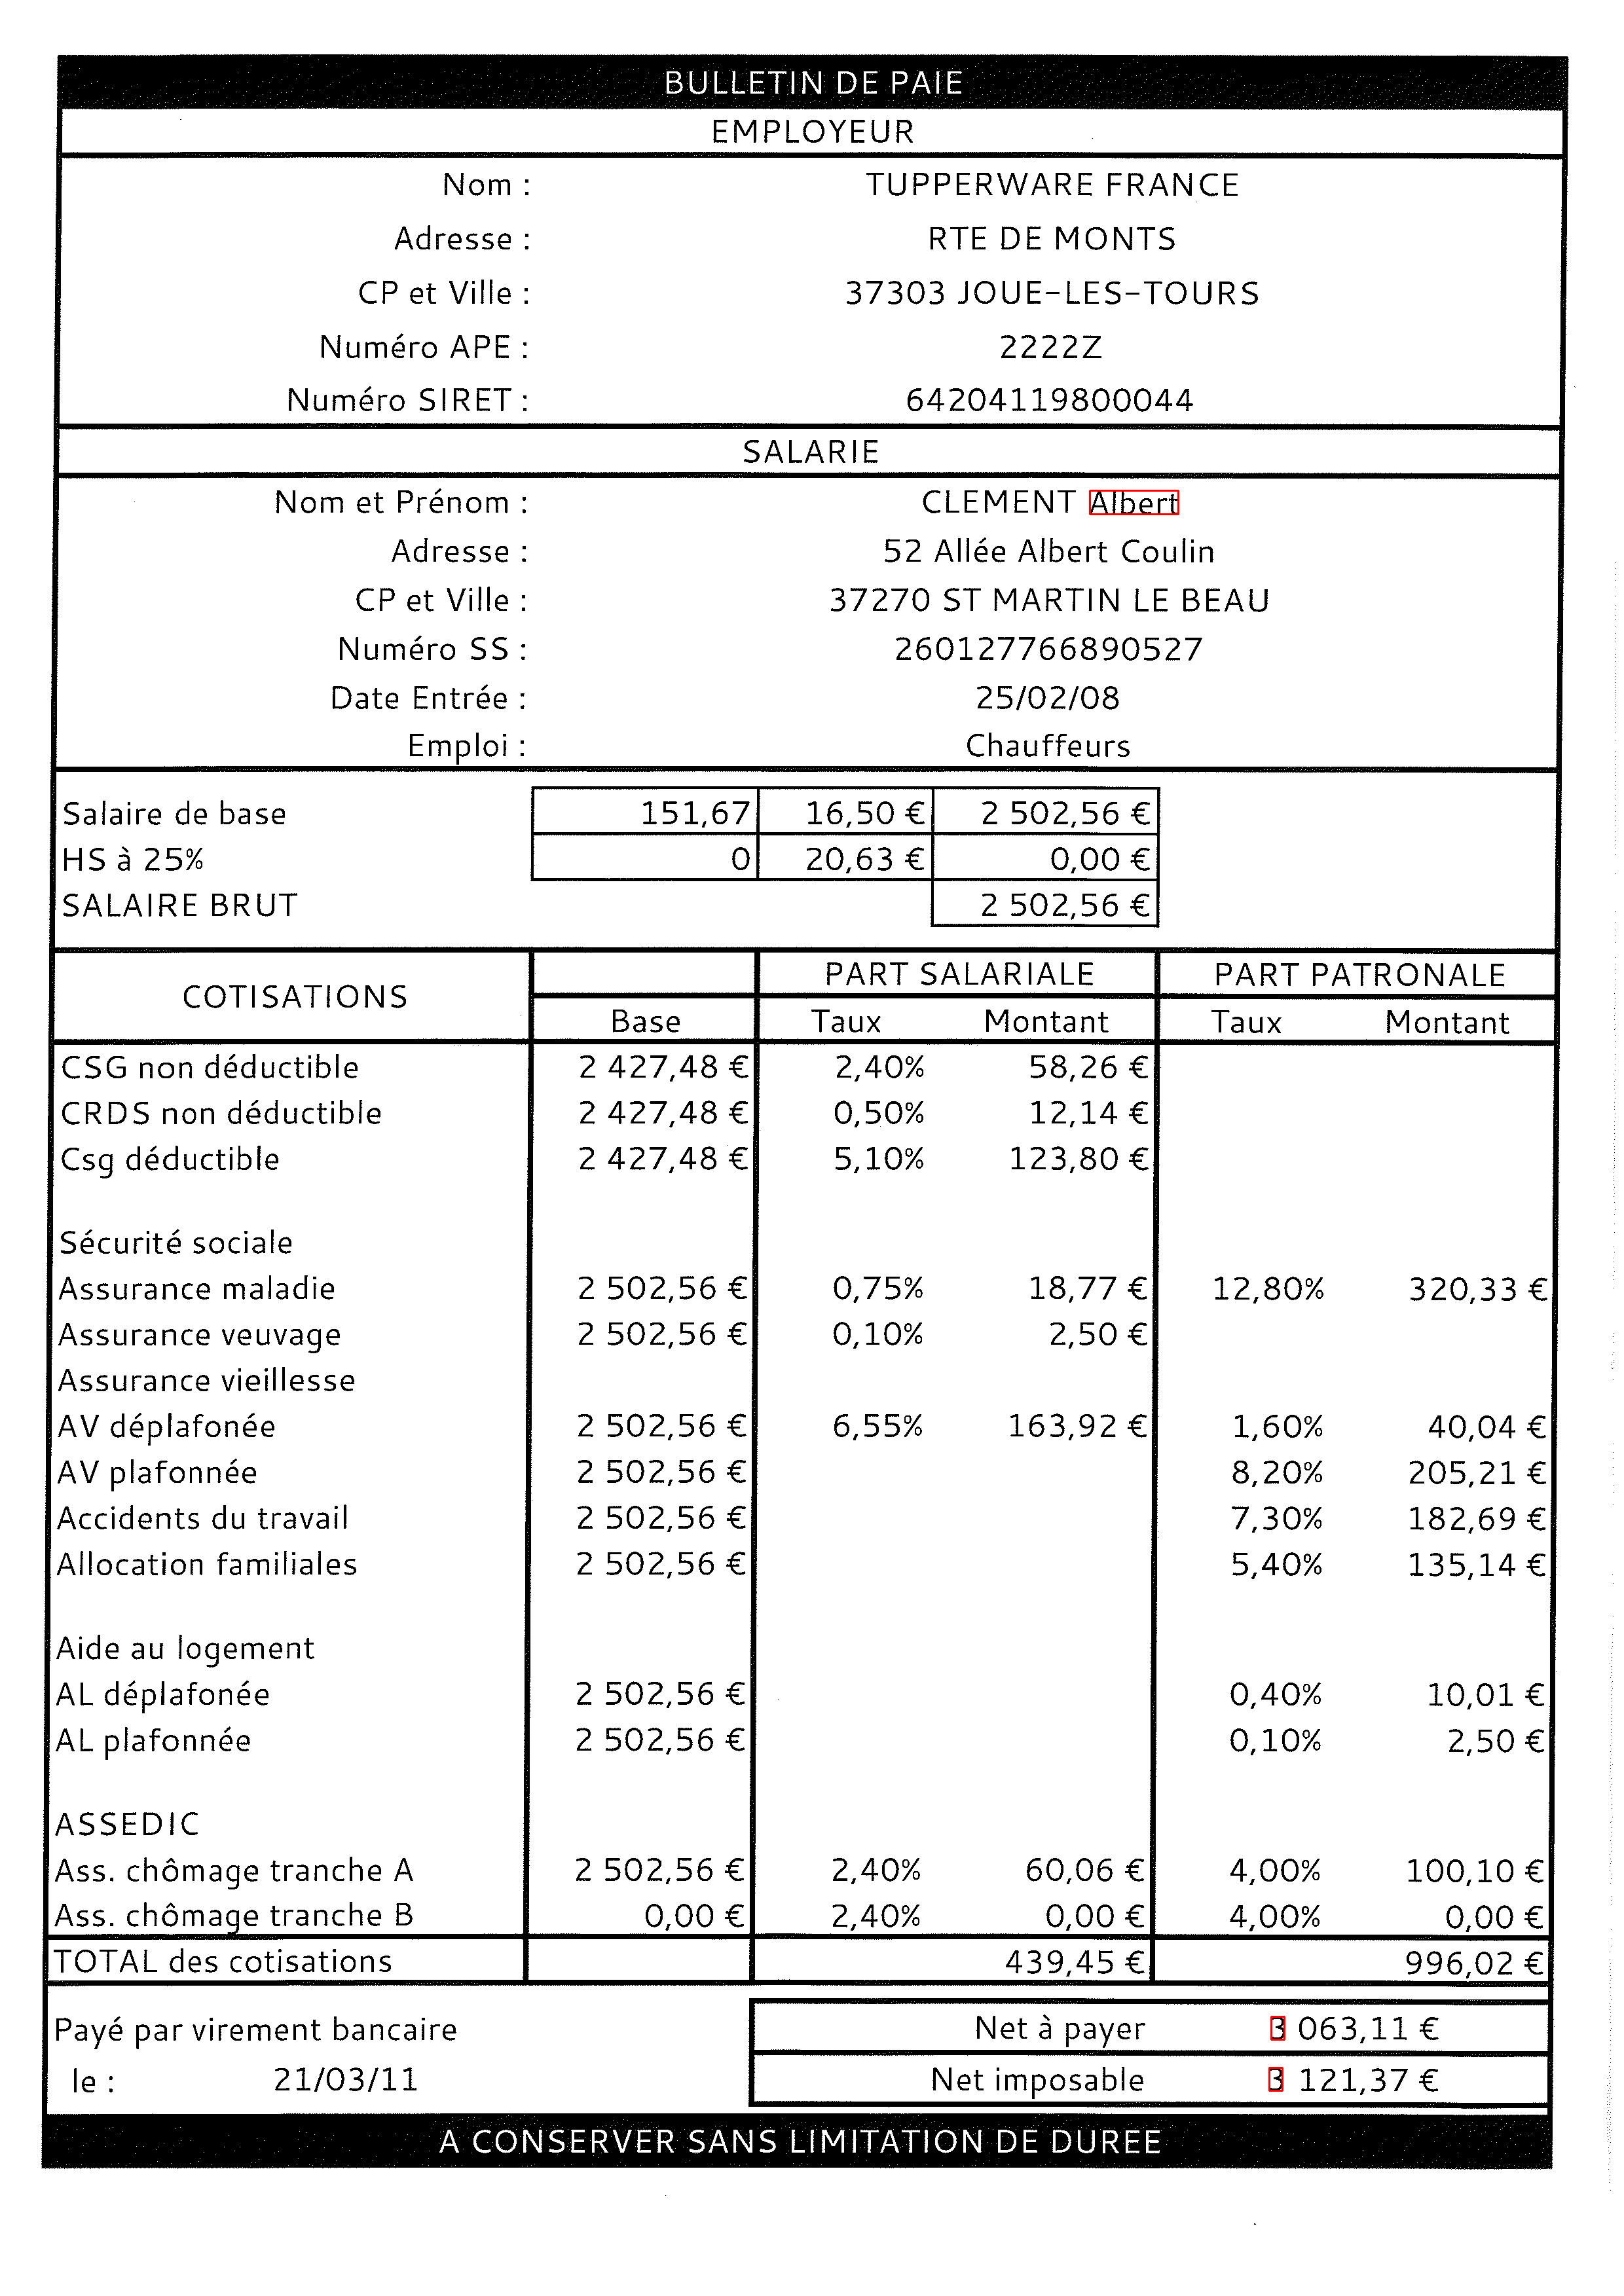 BULLETIN DE PAIE
EMPLOYEUR
Nom : TUPPERWARE FRANCE
Adresse : RTE DE MONTS
CP et Ville : 37303 JOUE-LES-TOURS
Numéro APE : 2222Z
Numéro SIRET : 64204119800044
SALARIE
Nom et Prénom : CLEMENT Albert
Adresse : 52 Allée Albert Coulin
CP et Ville : 37270 ST MARTIN LE BEAU
Numéro SS : 260127766890527
Date Entrée : 25/02/08
Emploi : Chauffeurs
Salaire de base 151,67 16,50 € 2 502,56 €
HS à 25% 0 20,63 € 0,00 €
SALAIRE BRUT 2 502,56 €
PART SALARIALE PART PATRONALE
COTISATIONS
Base Taux Montant Taux Montant
CSG non déductible 2 427,48 € 2,40% 58,26 €
CRDS non déductible 2 427,48 € 0,50% 12,14 €
Csg déductible 2 427,48 € 5,10% 123,80 €
Sécurité sociale
Assurance maladie 2 502,56 € 0,75% 18,77 € 12,80% 320,33 €
Assurance veuvage 2 502,56 € 0,10% 2,50 €
Assurance vieillesse
AV déplafonée 2 502,56 € 6,55% 163,92 € 1,60% 40,04 €
AV plafonnée 2 502,56 € 8,20% 205,21 €
Accidents du travail 2 502,56 € 7,30% 182,69 €
Allocation familiales 2 502,56 € 5,40% 135,14 €
Aide au logement
AL déplafonée 2 502,56 € 0,40% 10,01 €
AL plafonnée 2 502,56 € 0,10% 2,50 €
ASSEDIC
Ass. chômage tranche A 2 502,56 € 2,40% 60,06 € 4,00% 100,10 €
Ass. chômage tranche B 0,00 € 2,40% 0,00 € 4,00% 0,00 €
TOTAL des cotisations 439,45 € 996,02 €
Payé par virement bancaire Net à payer 3 063,11 €
le : 21/03/11 Net imposable 3 121,37 €
A CONSERVER SANS LIMITATION DE DUREE